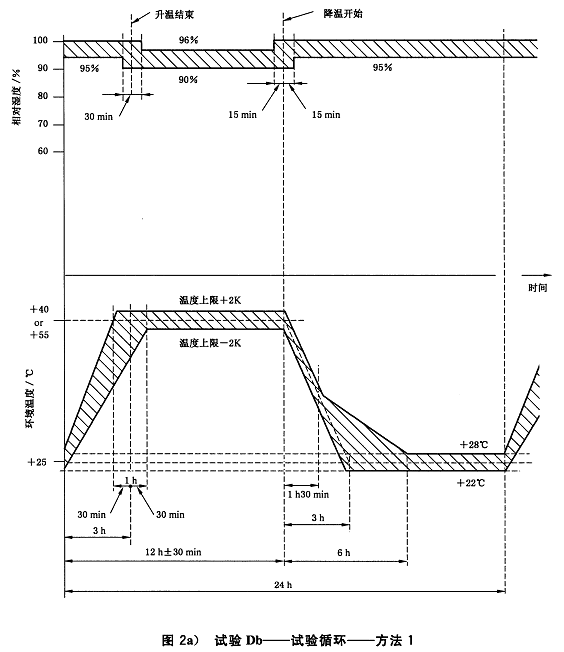 升温结束
降温开始
100
90
80
70
60
相对湿度/%
96%
95%
90%
95%
30 min
15 min
15 min
时间
+40
or
+55
+25
环境温度/℃
温度上限+2K
温度上限−2K
+28℃
+22℃
1 h
30 min
30 min
1 h30 min
3 h
3 h
12 h±30 min
6 h
24 h
图 2a） 试验 Db——试验循环——方法 1